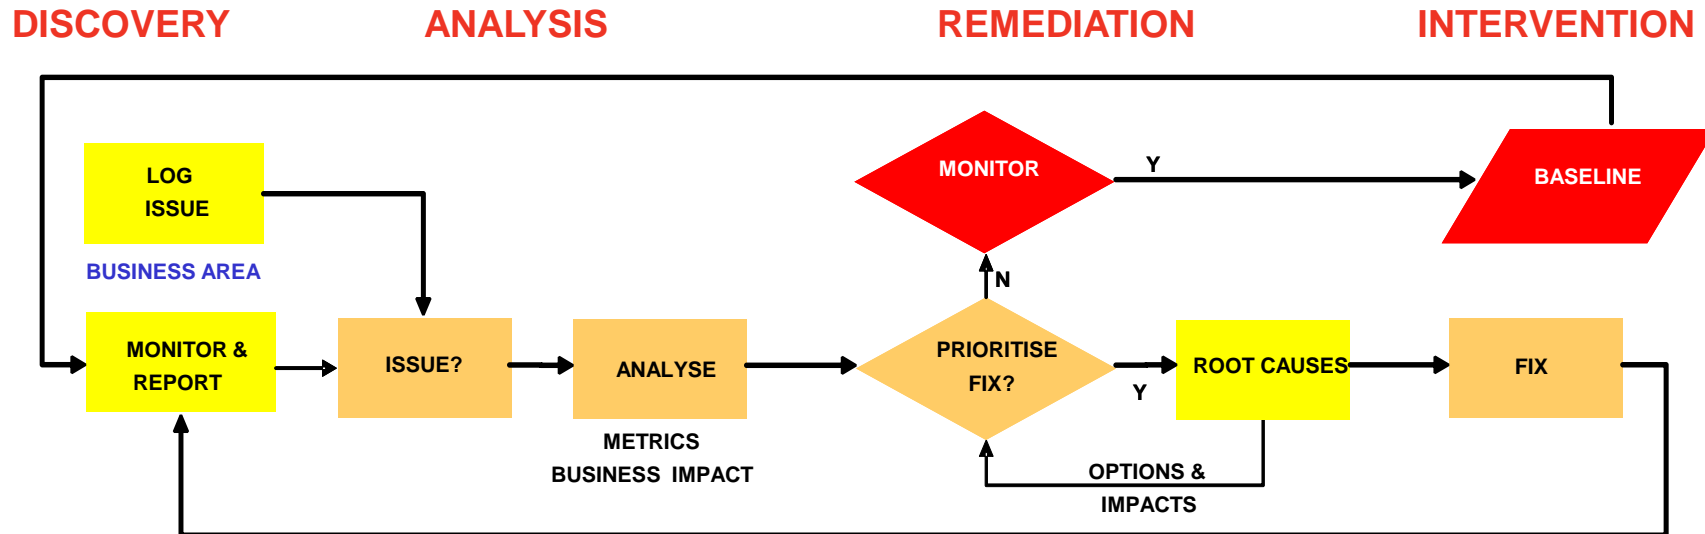 DISCOVERY
ANALYSIS
REMEDIATION
INTERVENTION
LOG
ISSUE
BUSINESS AREA
MONITOR
Y
BASELINE
N
MONITOR &
REPORT
ISSUE?
ANALYSE
METRICS
BUSINESS IMPACT
PRIORITISE
FIX?
Y
ROOT CAUSES
FIX
OPTIONS &
IMPACTS